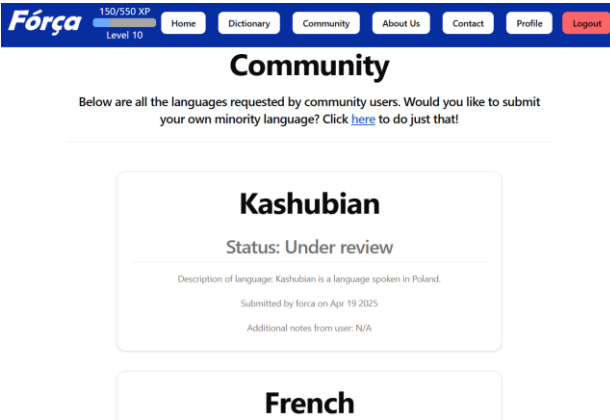 Fórça
150/550 XP
Level 10
Home
Dictionary
Community
About Us
Contact
Profile
Logout
Community
Below are all the languages requested by community users. Would you like to submit
your own minority language? Click here to do just that!
Kashubian
Status: Under review
Description of language: Kashubian is a language spoken in Poland.
Submitted by forca on Apr 19 2025
Additional notes from user: N/A
French